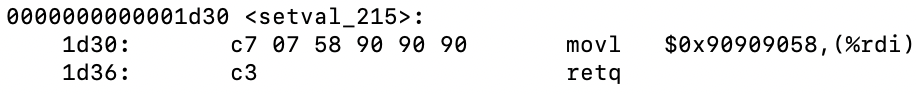 0000000000001d30 <setval_215>:
    1d30:       c7 07 58 90 90 90       movl   $0x90909058,(%rdi)
    1d36:       c3                      retq